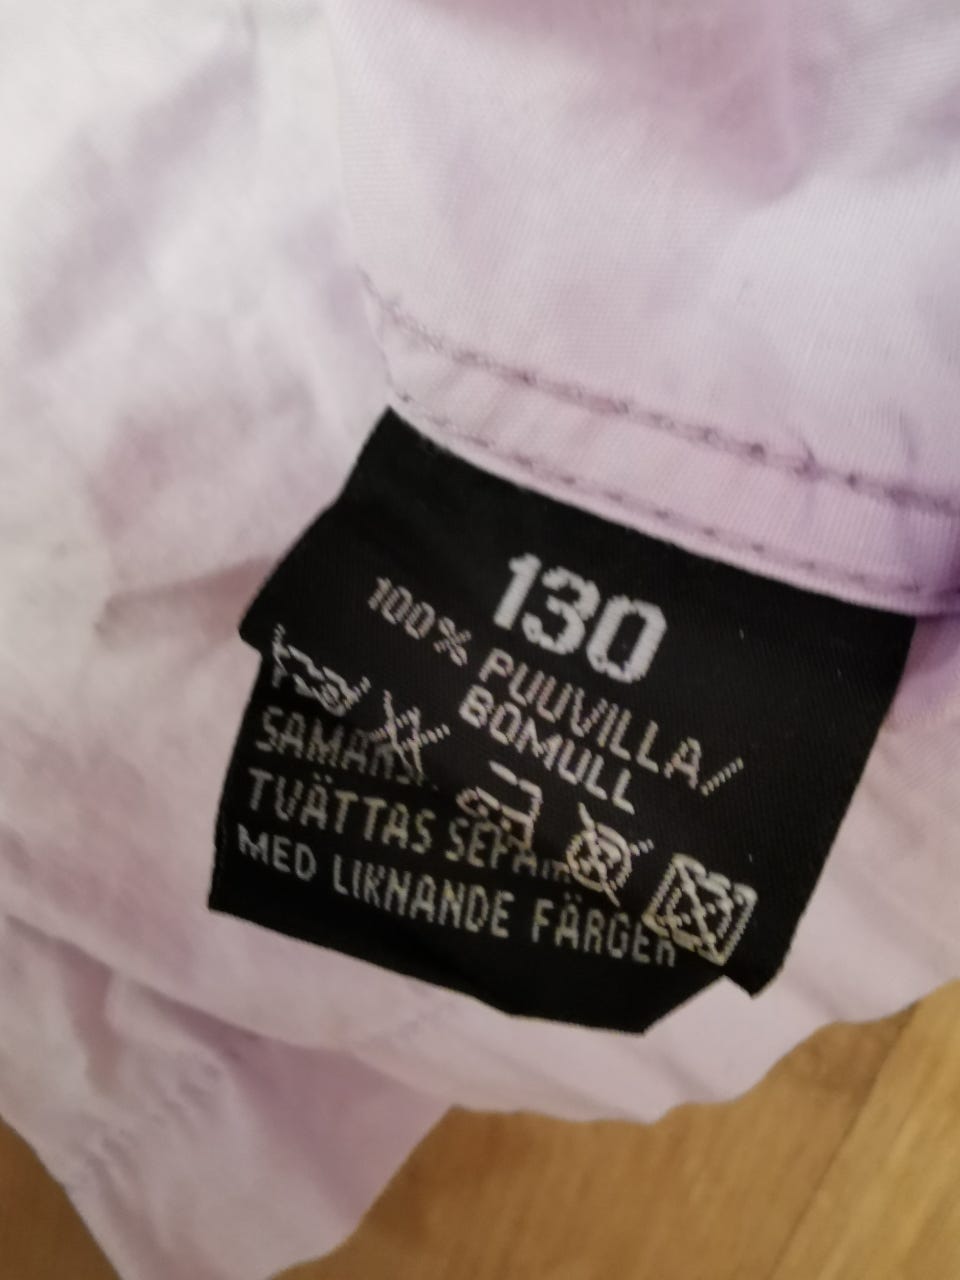 130
100% PUUVILLA/
BOMULL
TVÄTTAS
MED LIKNANDE FÄRGER